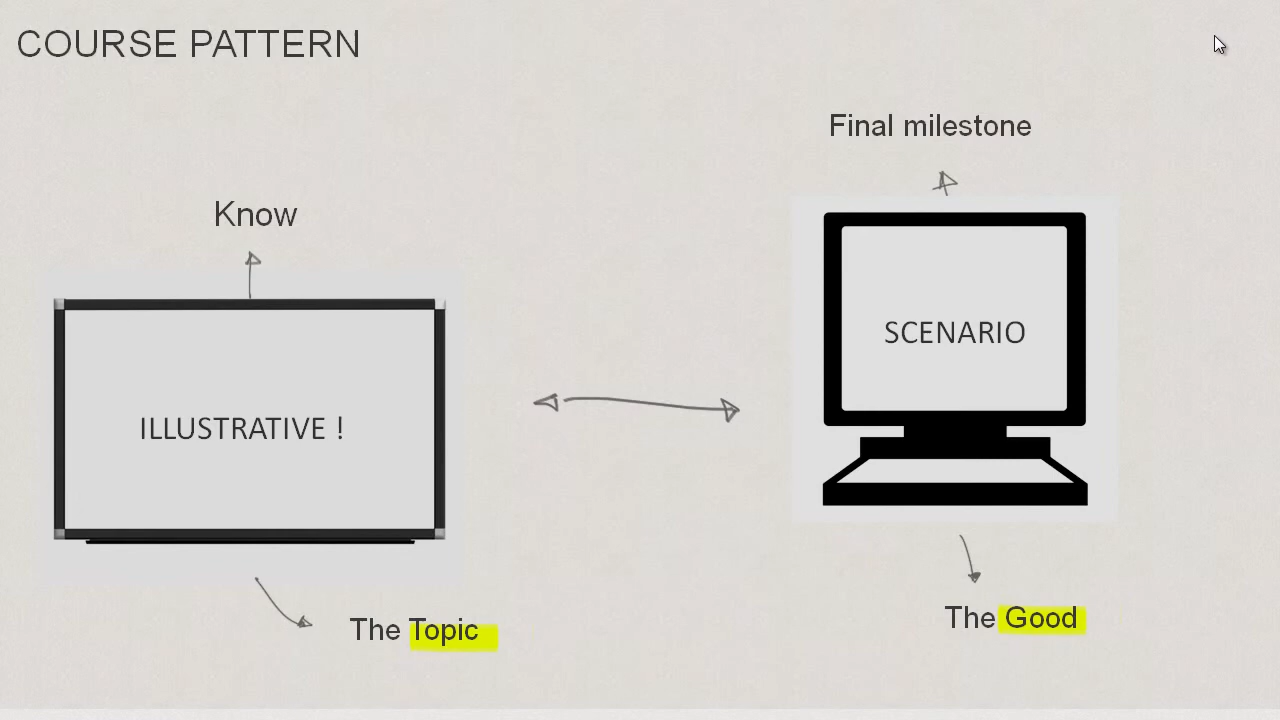 COURSE PATTERN
Final milestone
Know
SCENARIO
ILLUSTRATIVE !
The Good
The Topic